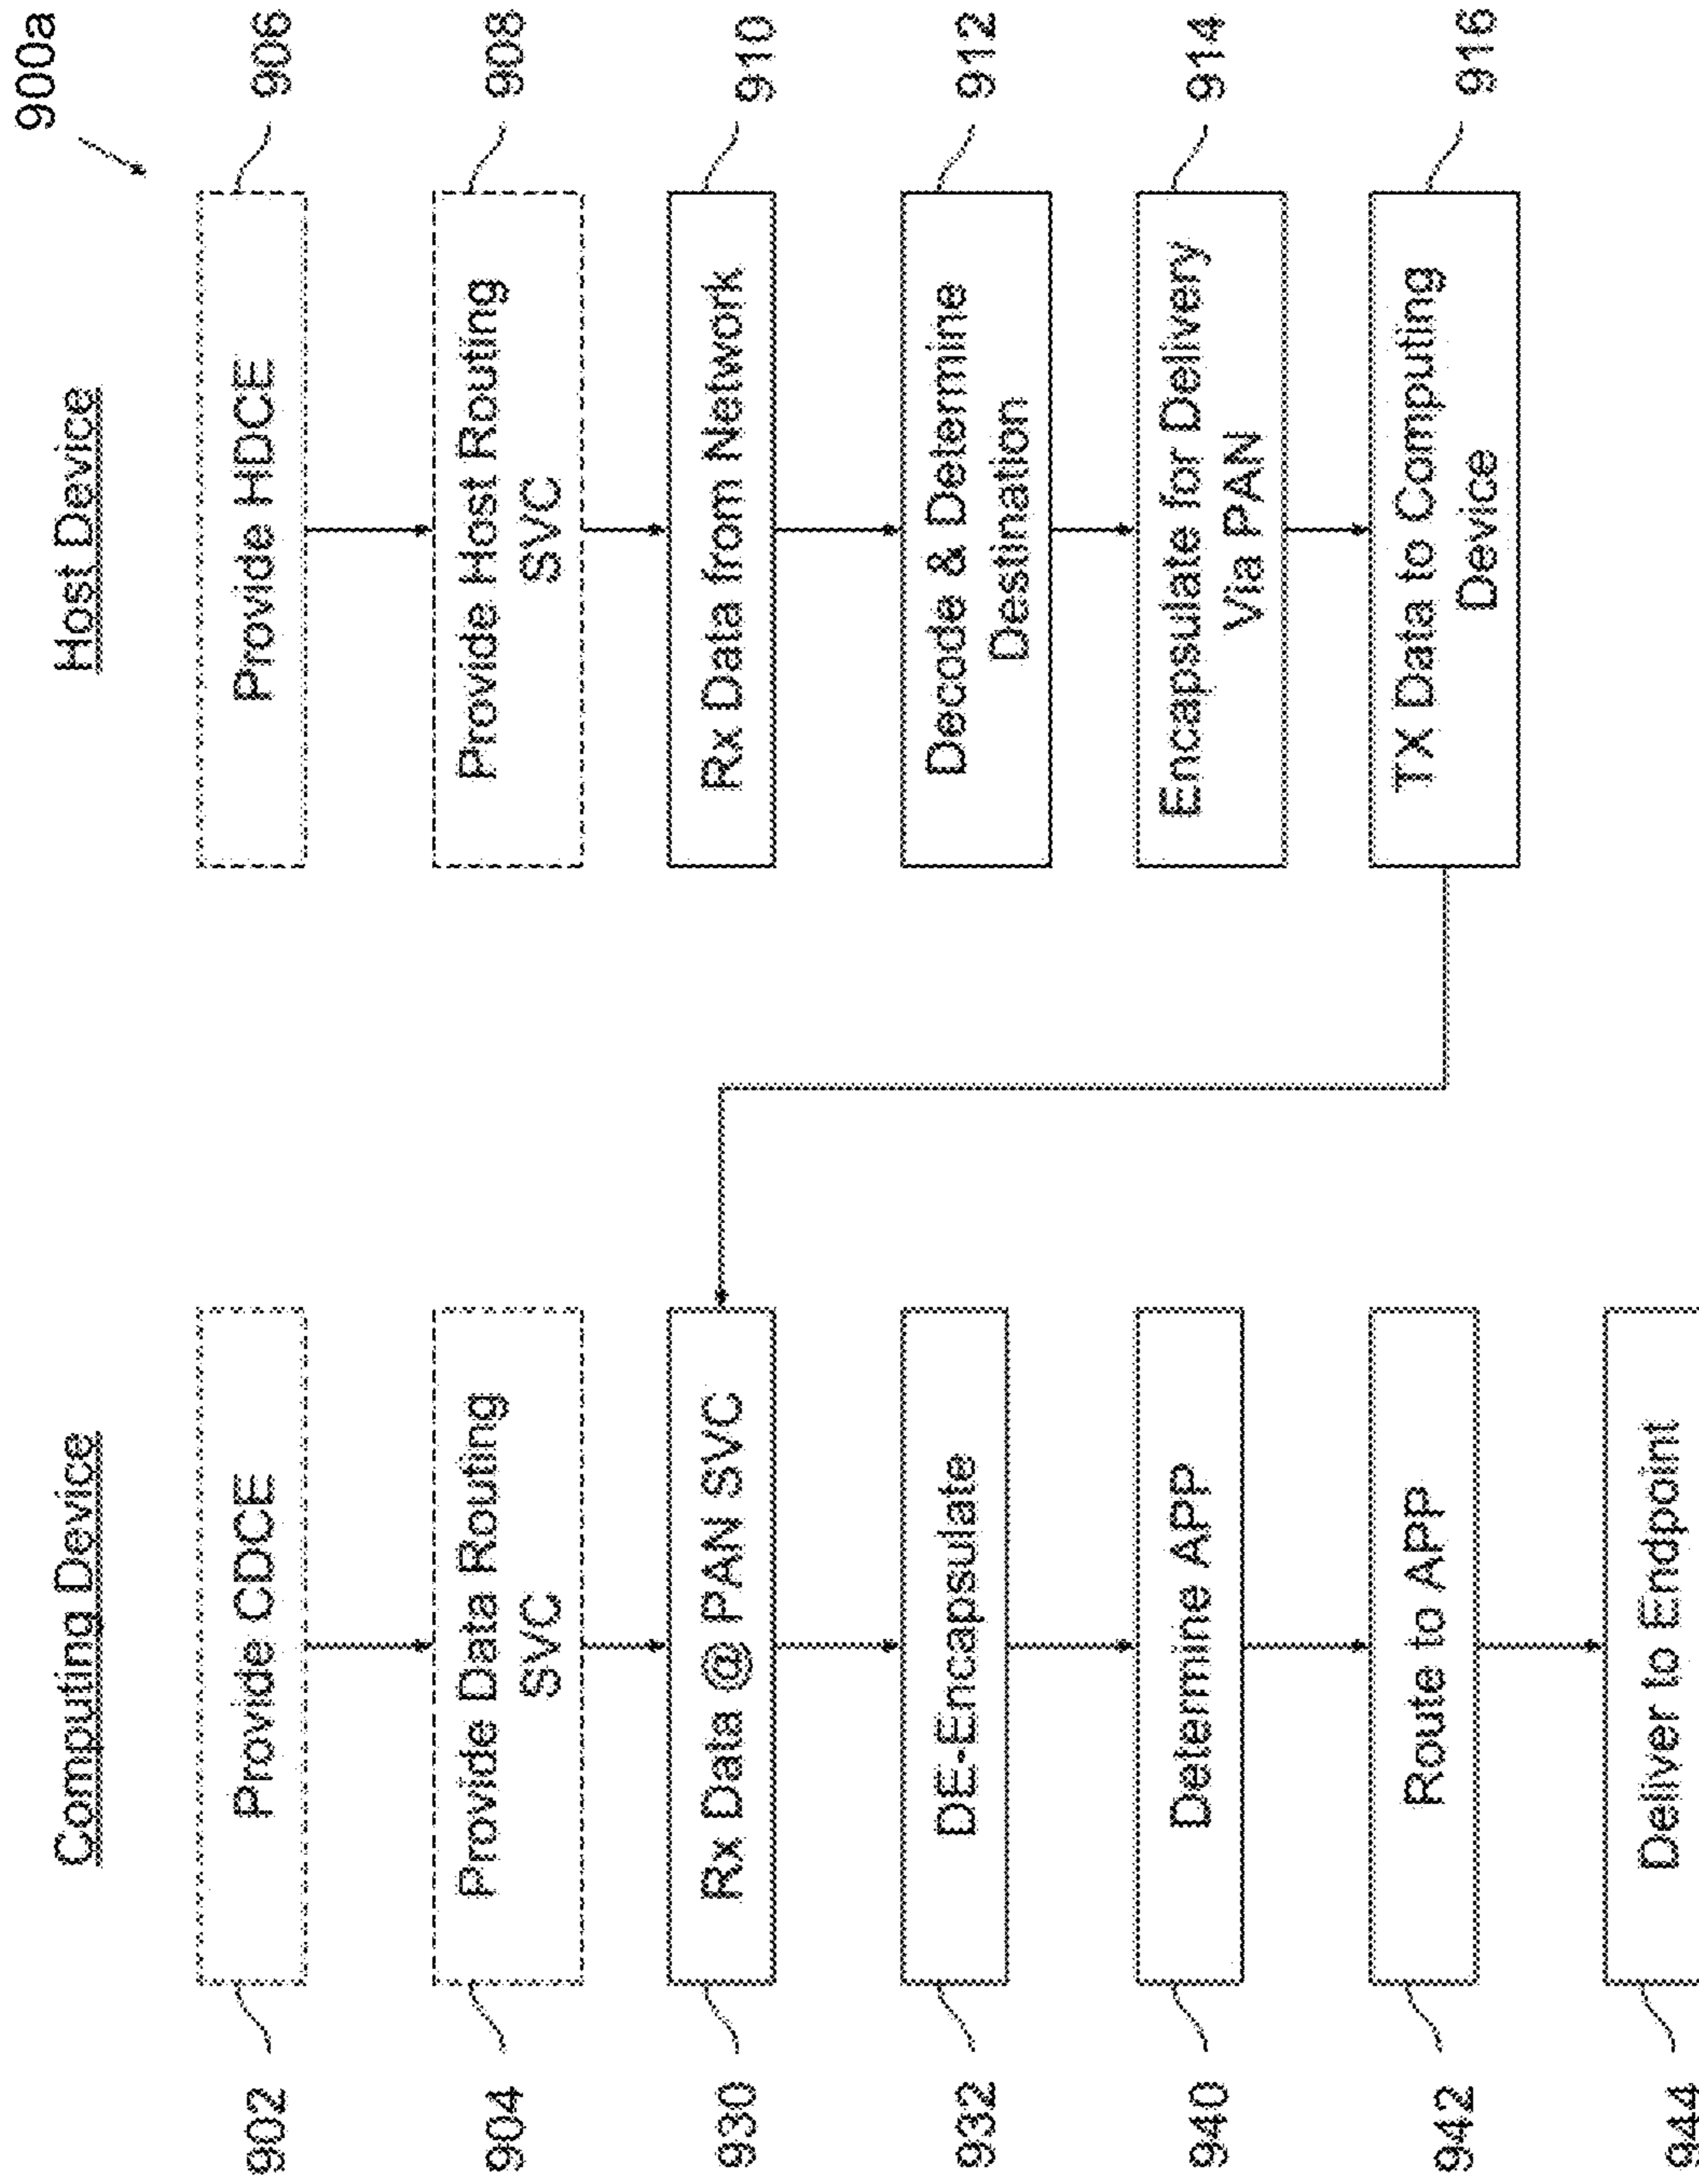 900a
Computing Device
902
Provide CDCE
904
Provide Data Routing
SVC
930
Rx Data @ PAN SVC
932
DE-Encapsulate
940
Determine APP
942
Route to APP
944
Deliver to Endpoint
Host Device
Provide HDCE
906
Provide Host Routing
SVC
908
Rx Data from Network
910
Decode & Determine
Destination
912
Encapsulate for Delivery
Via PAN
914
TX Data to Computing
Device
916